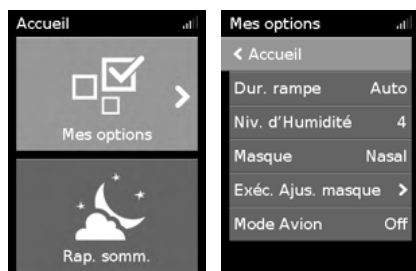 Accueil
Mes options
Rap. somm.
Mes options
Accueil
Dur. rampe Auto
Niv. d'Humidité 4
Masque Nasal
Exéc. Ajus. masque
Mode Avion Off